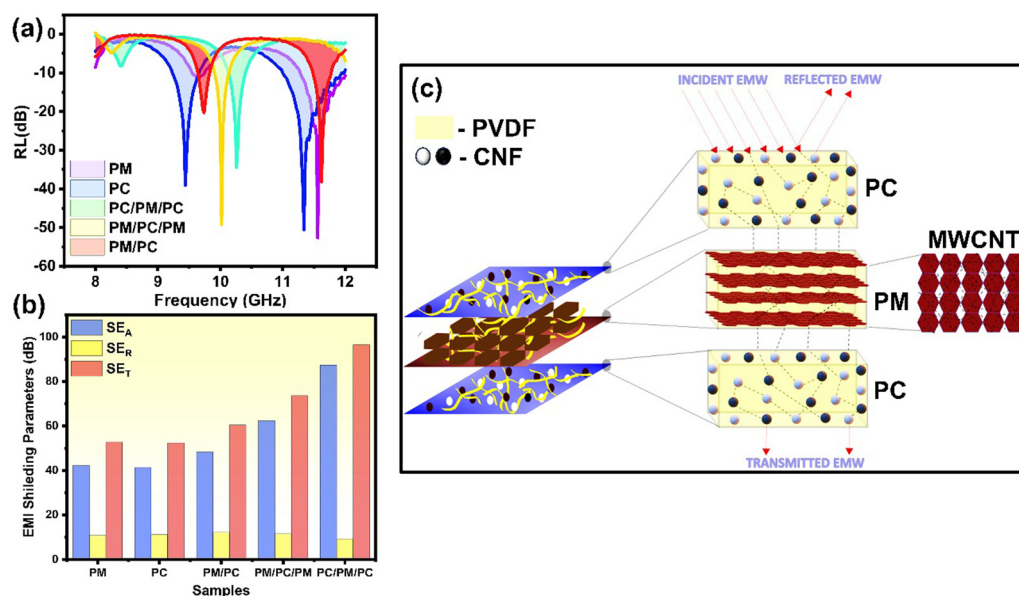 (a)
0
-10
-20
-30
-40
-50
-60
RL(dB)
PM
PC
PC/PM/PC
PM/PC/PM
PM/PC
8
9
10
11
12
Frequency (GHz)
(b)
SE_A
SE_R
SE_T
100
80
60
40
20
0
EMI Shileding Parameters (dB)
PM
PC
PM/PC
PM/PC/PM
PC/PM/PC
Samples
(c)
- PVDF
- CNF
INCIDENT EMW
REFLECTED EMW
PC
MWCNT
PM
PC
TRANSMITTED EMW